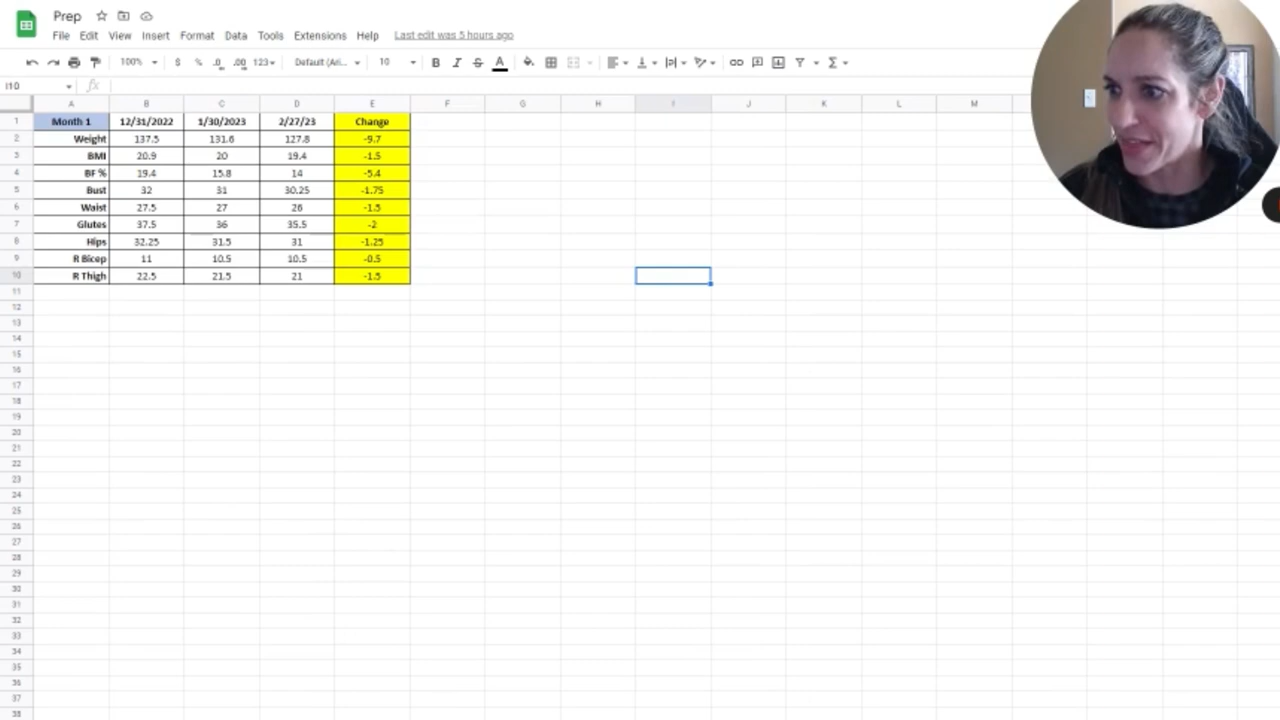 Prep
File Edit View Insert Format Data Tools Extensions Help Last edit was 5 hours ago
100% $ % .0 .00 123 Default (Ari... 10 B I S A
I10 fx
A B C D E F G H I J K L M
1 Month 1 12/31/2022 1/30/2023 2/27/23 Change
2 Weight 137.5 131.6 127.8 -9.7
3 BMI 20.9 20 19.4 -1.5
4 BF % 19.4 15.8 14 -5.4
5 Bust 32 31 30.25 -1.75
6 Waist 27.5 27 26 -1.5
7 Glutes 37.5 36 35.5 -2
8 Hips 32.25 31.5 31 -1.25
9 R Bicep 11 10.5 10.5 -0.5
10 R Thigh 22.5 21.5 21 -1.5
11
12
13
14
15
16
17
18
19
20
21
22
23
24
25
26
27
28
29
30
31
32
33
34
35
36
37
38